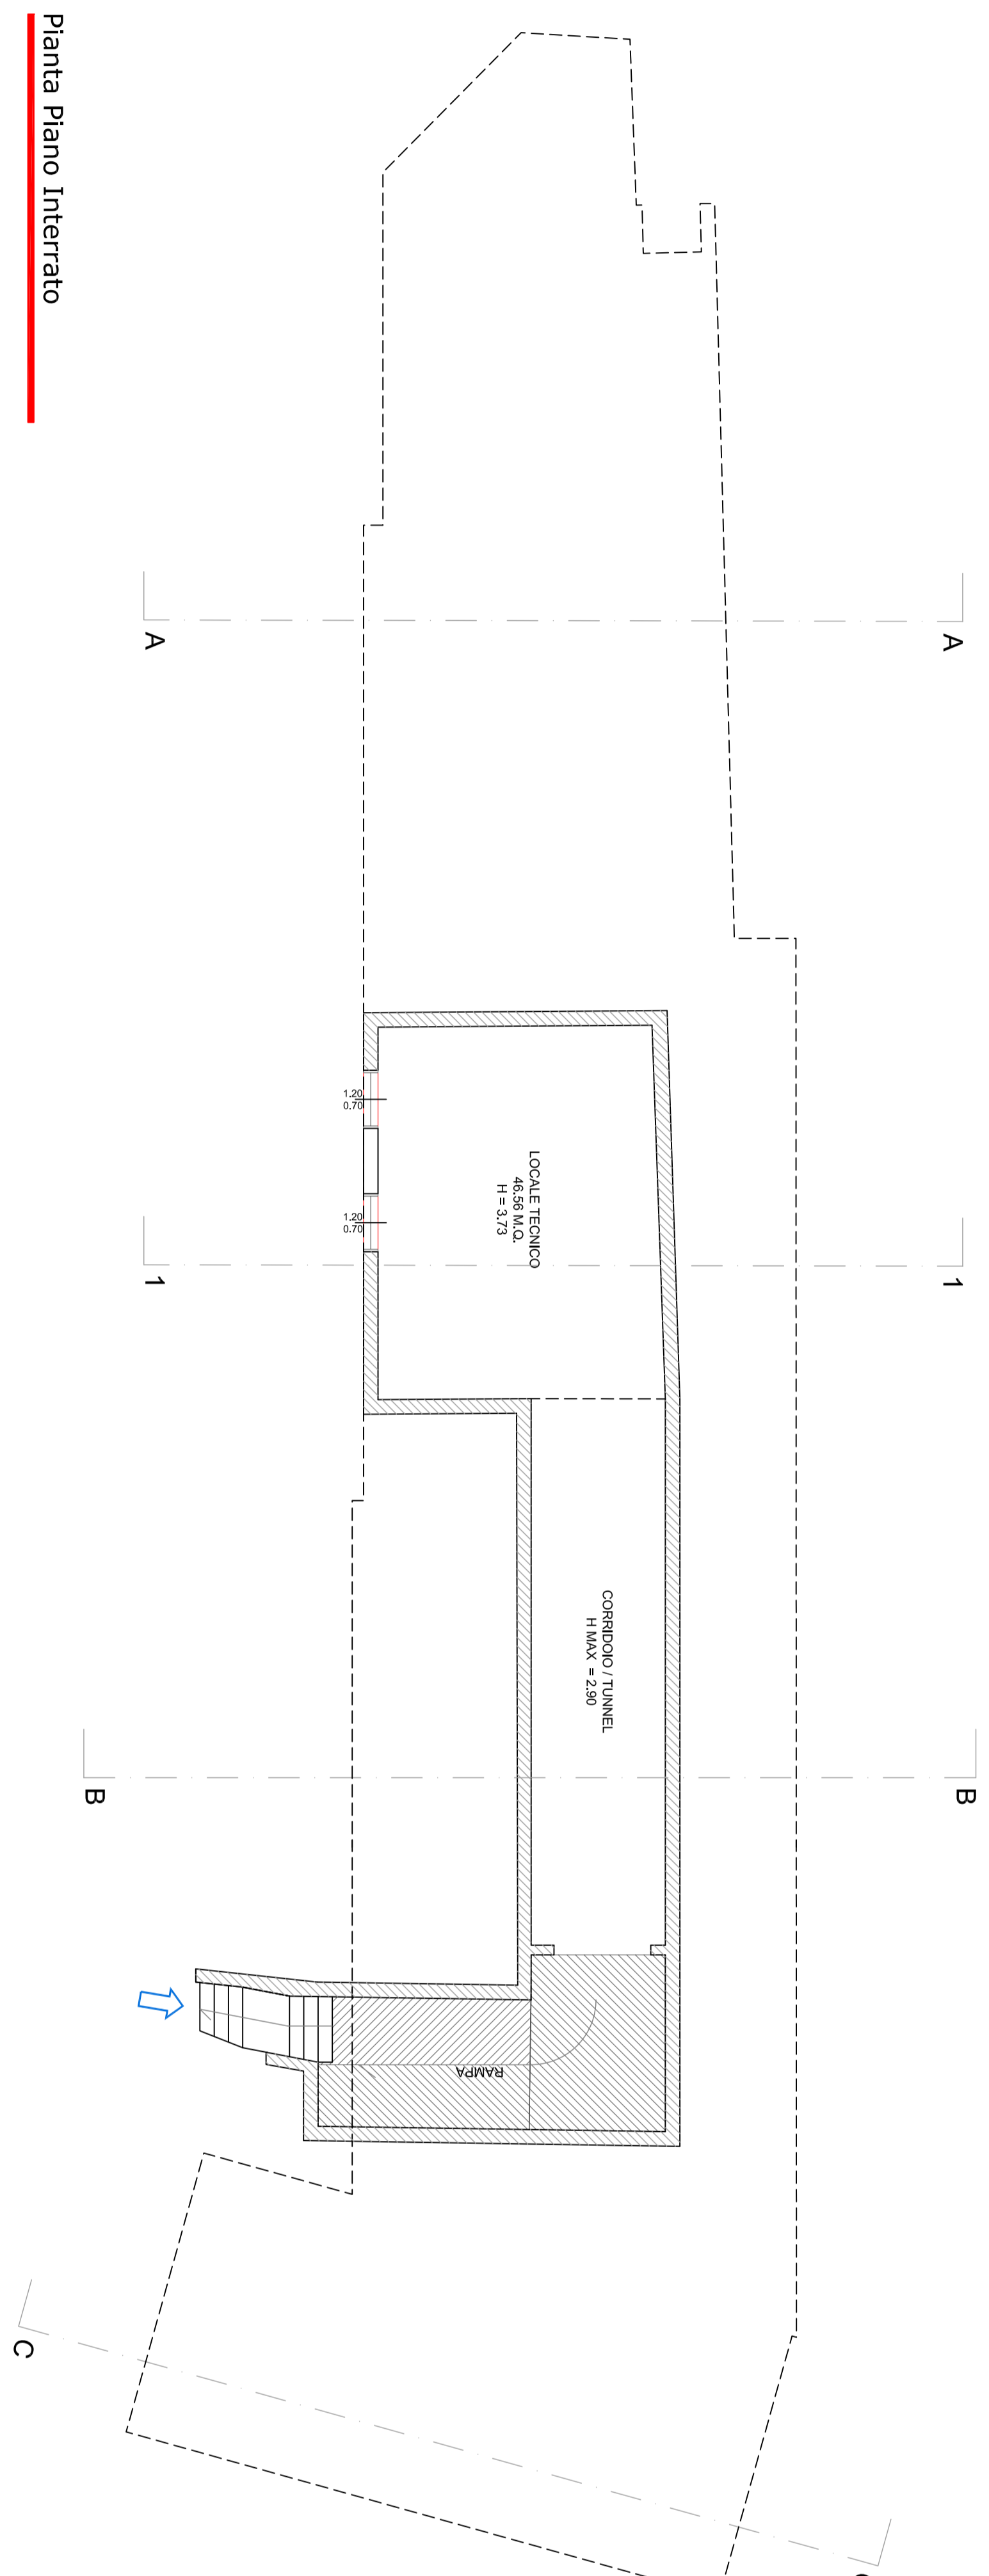 Pianta Piano Interrato
A
A
1.20
0.70
1.20
0.70
LOCALE TECNICO
46.56 M.Q.
H = 3.73
1
1
CORRIDOIO / TUNNEL
H MAX = 2.90
B
B
RAMPA
C